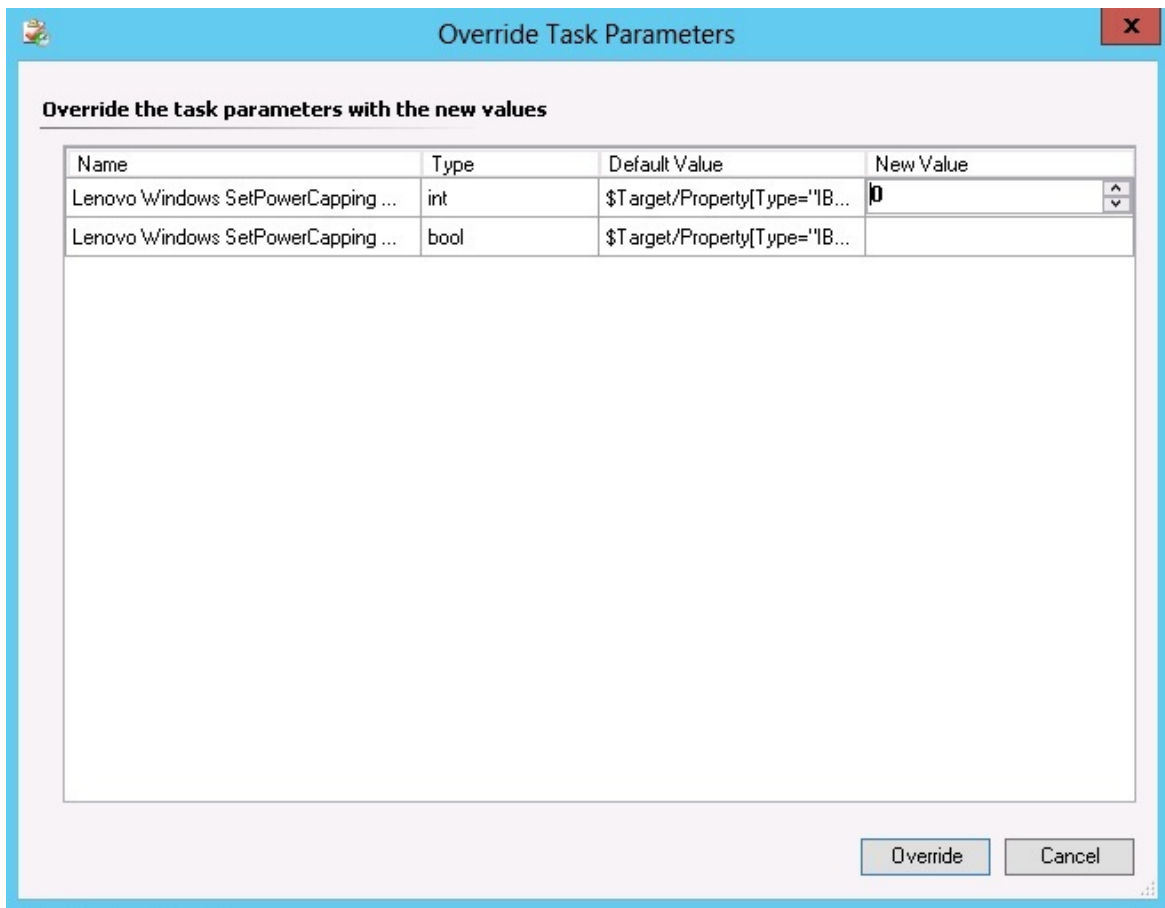 Override Task Parameters
x
Override the task parameters with the new values
Name Type Default Value New Value
Lenovo Windows SetPowerCapping ... int $Target/Property[Type="IB... 0
Lenovo Windows SetPowerCapping ... bool $Target/Property[Type="IB...
Override Cancel